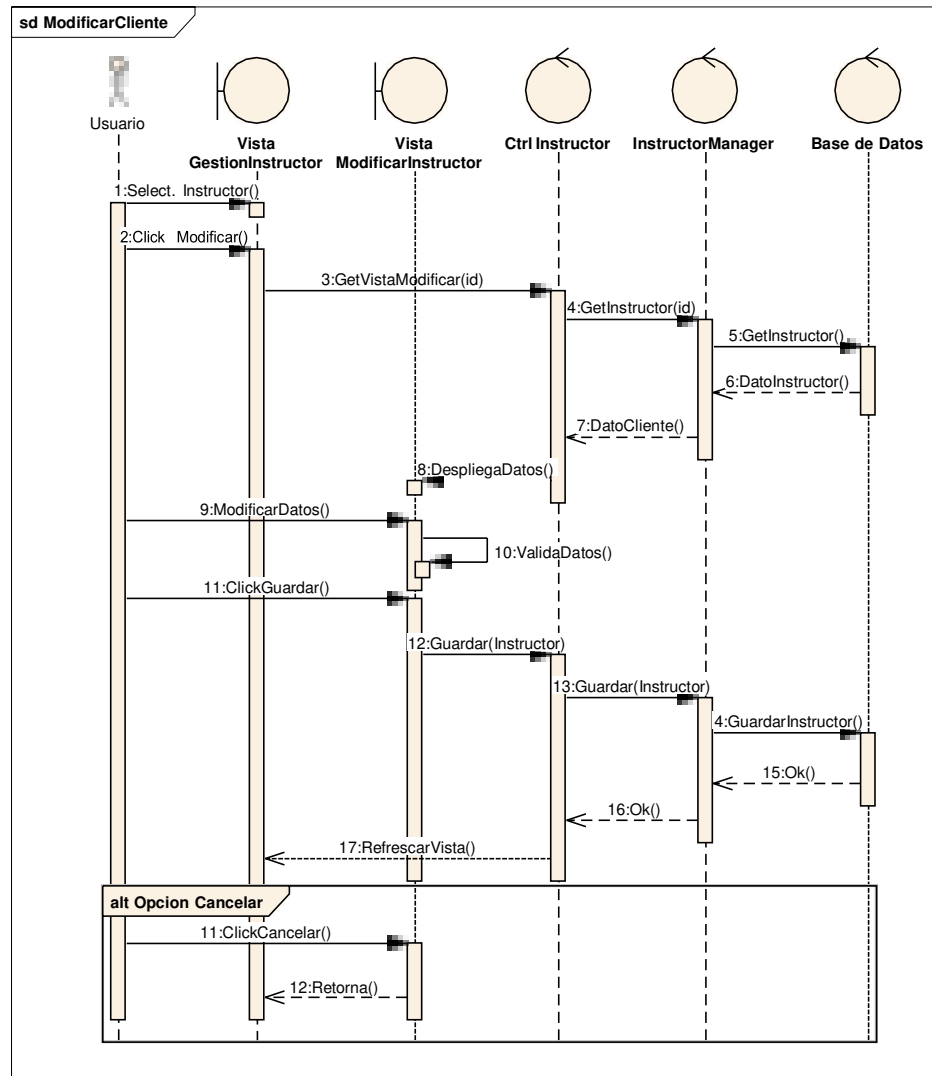 sd ModificarCliente
Usuario
Vista
GestionInstructor
Vista
ModificarInstructor
Ctrl Instructor
InstructorManager
Base de Datos
1:Select. Instructor()
2:Click Modificar()
3:GetVistaModificar(id)
4:GetInstructor(id)
5:GetInstructor()
6:DatoInstructor()
7:DatoCliente()
8:DespliegaDatos()
9:ModificarDatos()
10:ValidaDatos()
11:ClickGuardar()
12:Guardar(Instructor)
13:Guardar(Instructor)
4:GuardarInstructor()
15:Ok()
16:Ok()
17:RefrescarVista()
alt Opcion Cancelar
11:ClickCancelar()
12:Retorna()